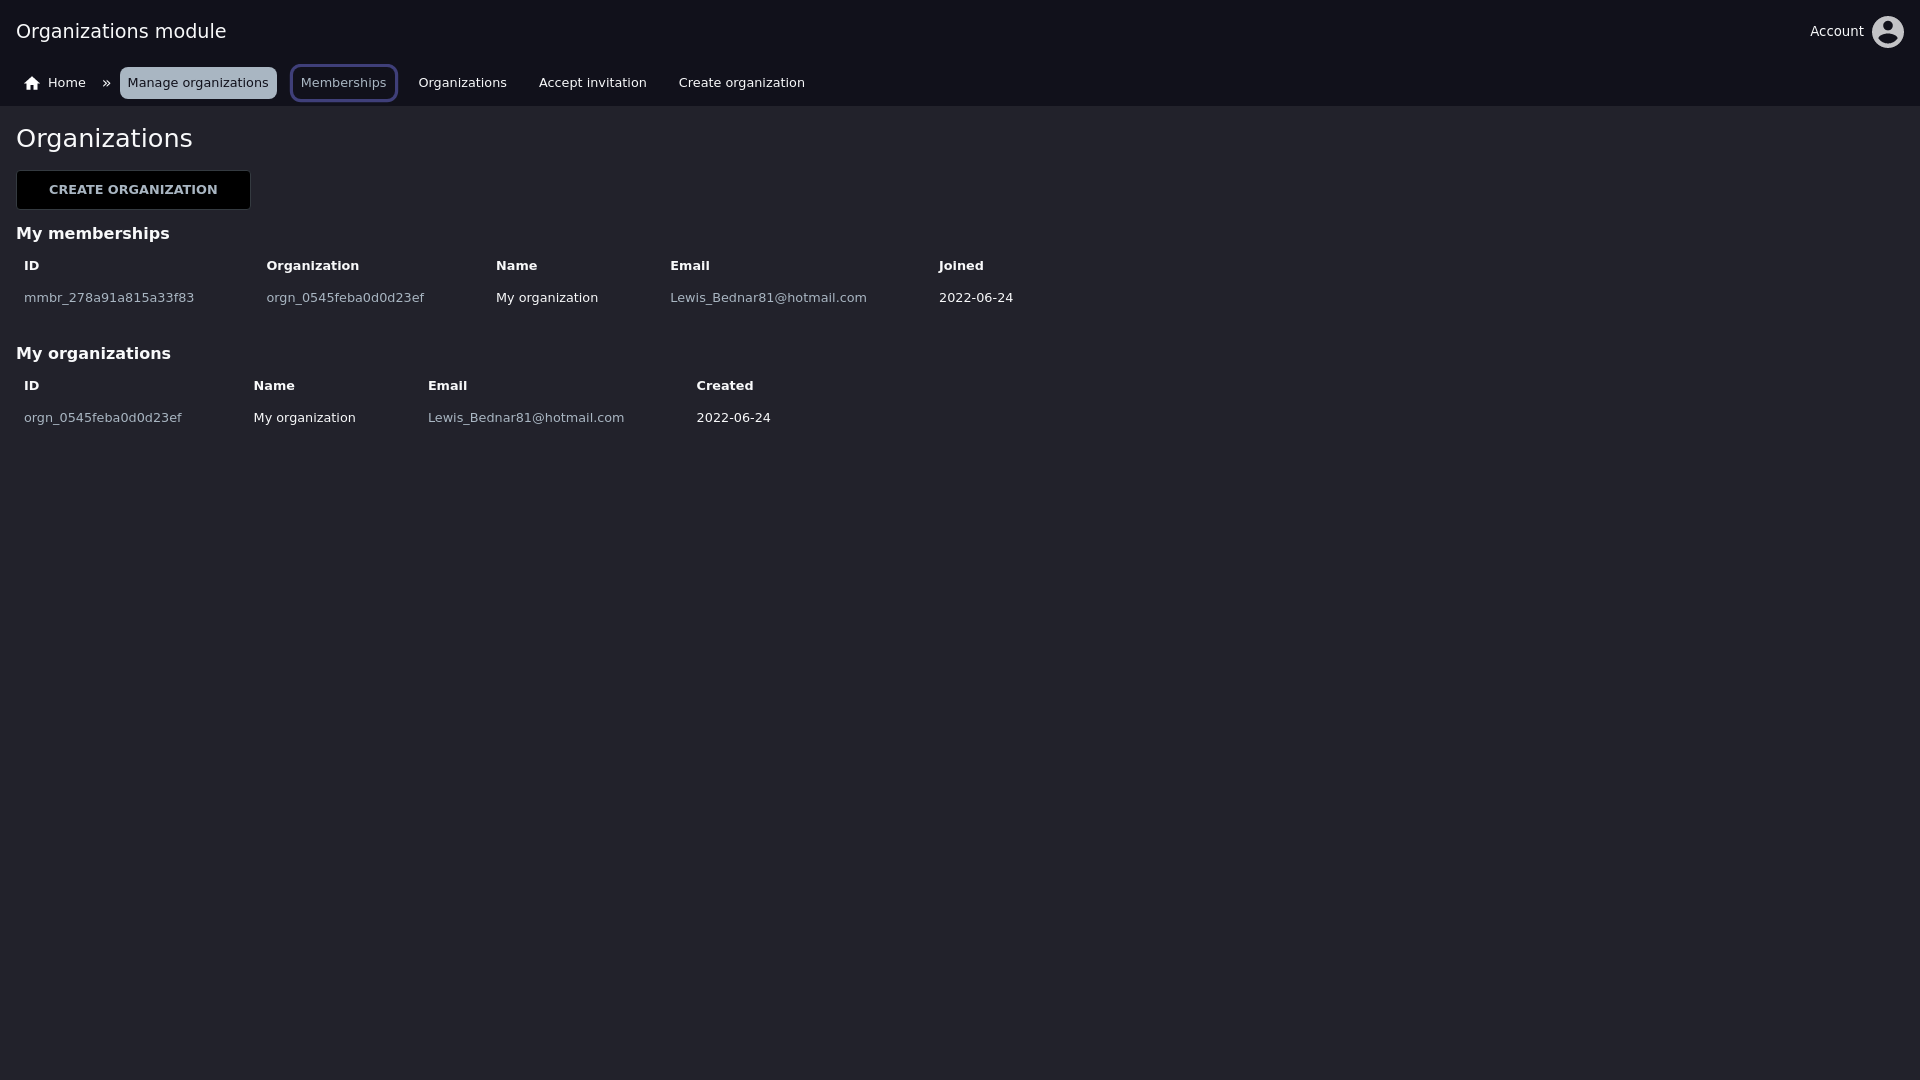 Organizations module
Account
Home » Manage organizations Memberships Organizations Accept invitation Create organization
Organizations
CREATE ORGANIZATION
My memberships
ID Organization Name Email Joined
mmbr_278a91a815a33f83 orgn_0545feba0d0d23ef My organization Lewis_Bednar81@hotmail.com 2022-06-24
My organizations
ID Name Email Created
orgn_0545feba0d0d23ef My organization Lewis_Bednar81@hotmail.com 2022-06-24